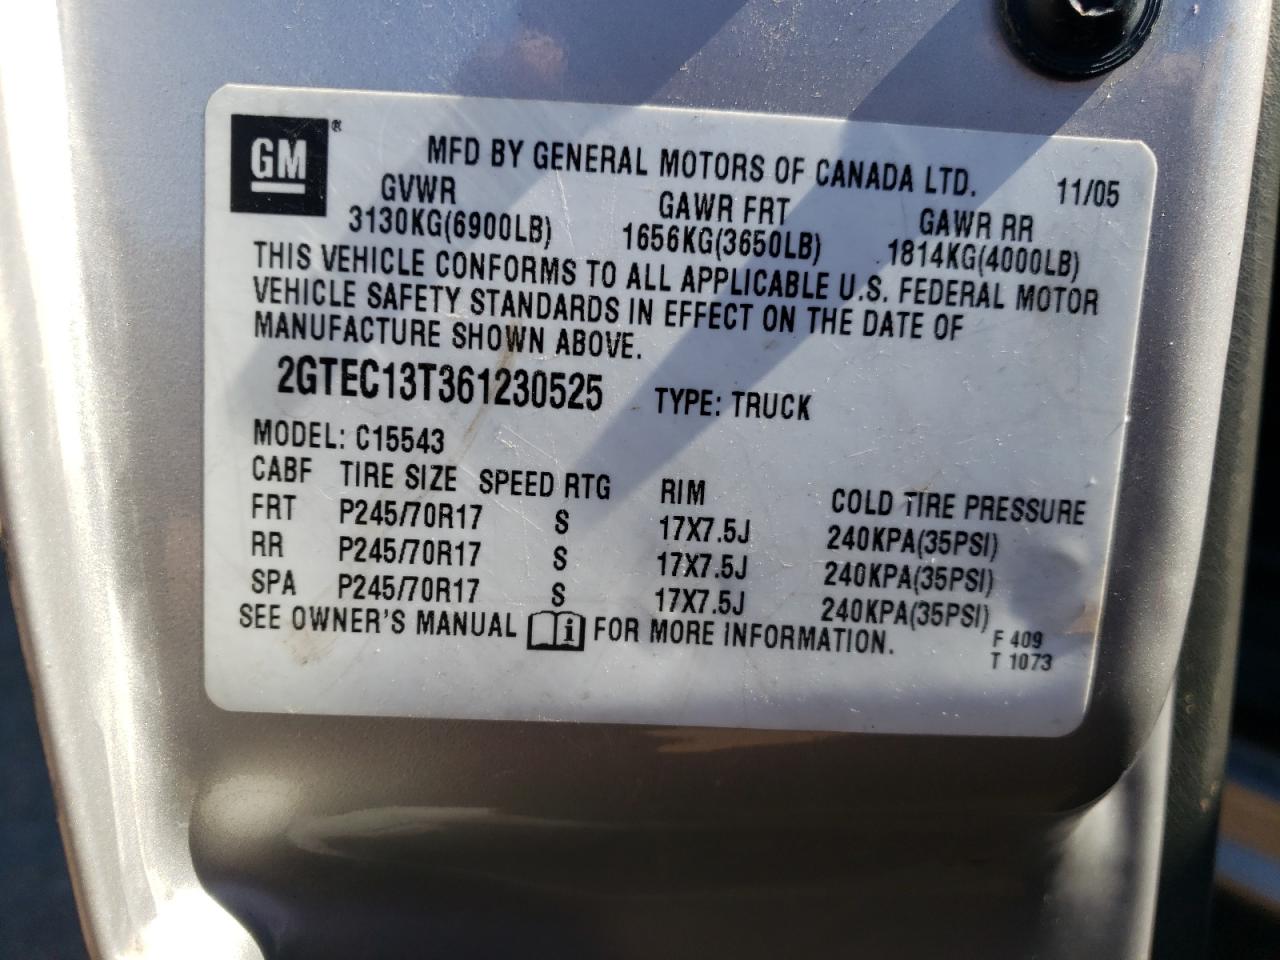 GM®
MFD BY GENERAL MOTORS OF CANADA LTD. 11/05
GVWR GAWR FRT GAWR RR
3130KG(6900LB) 1656KG(3650LB) 1814KG(4000LB)
THIS VEHICLE CONFORMS TO ALL APPLICABLE U.S. FEDERAL MOTOR
VEHICLE SAFETY STANDARDS IN EFFECT ON THE DATE OF
MANUFACTURE SHOWN ABOVE.
2GTEC13T361230525 TYPE: TRUCK
MODEL: C15543
CABF TIRE SIZE SPEED RTG RIM COLD TIRE PRESSURE
FRT P245/70R17 S 17X7.5J 240KPA(35PSI)
RR P245/70R17 S 17X7.5J 240KPA(35PSI)
SPA P245/70R17 S 17X7.5J 240KPA(35PSI)
SEE OWNER'S MANUAL i FOR MORE INFORMATION.
F 409
T 1073